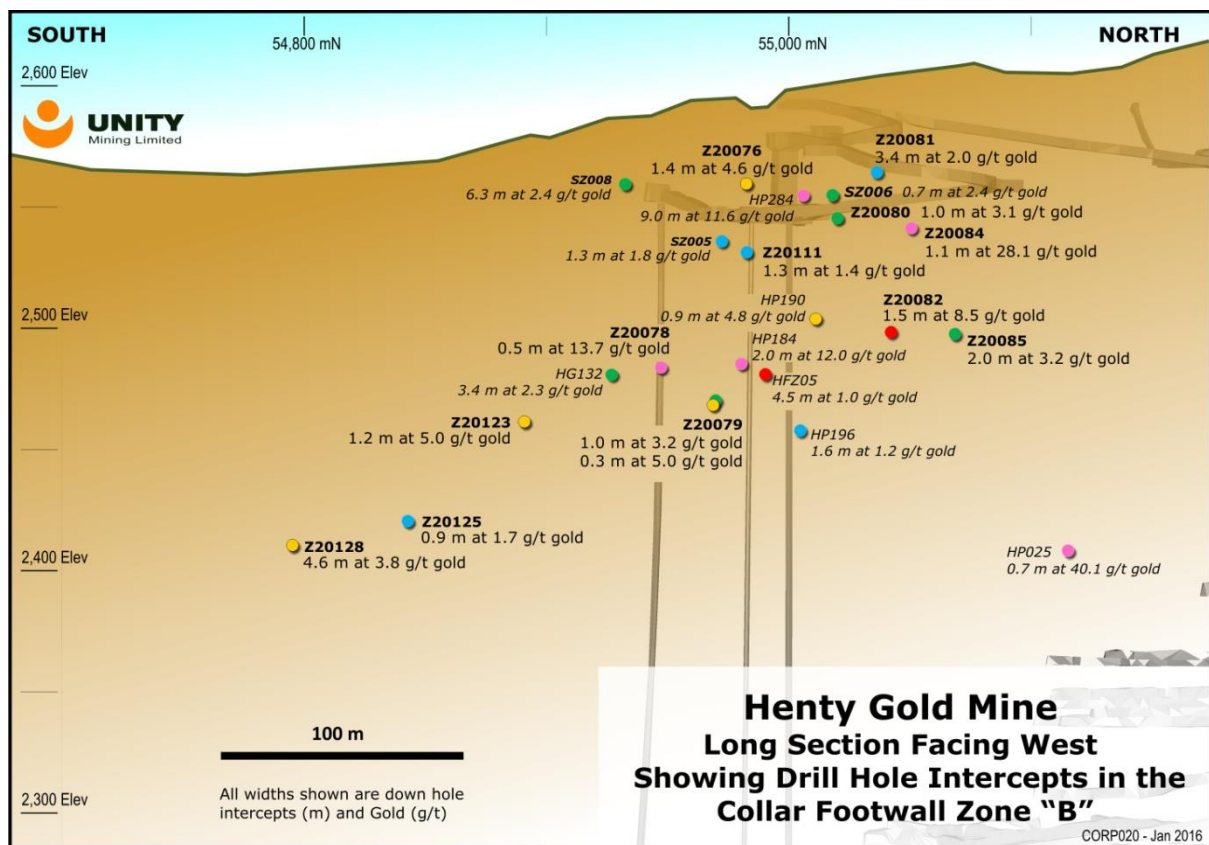 SOUTH
54,800 mN
55,000 mN
NORTH
2,600 Elev
UNITY
Mining Limited
Z20076
1.4 m at 4.6 g/t gold
Z20081
3.4 m at 2.0 g/t gold
SZ008
6.3 m at 2.4 g/t gold
HP284
9.0 m at 11.6 g/t gold
SZ006 0.7 m at 2.4 g/t gold
Z20080 1.0 m at 3.1 g/t gold
Z20084
1.1 m at 28.1 g/t gold
SZ005
1.3 m at 1.8 g/t gold
Z20111
1.3 m at 1.4 g/t gold
2,500 Elev
HP190
0.9 m at 4.8 g/t gold
Z20082
1.5 m at 8.5 g/t gold
Z20078
0.5 m at 13.7 g/t gold
HP184
2.0 m at 12.0 g/t gold
Z20085
2.0 m at 3.2 g/t gold
HG132
3.4 m at 2.3 g/t gold
HFZ05
4.5 m at 1.0 g/t gold
Z20123
1.2 m at 5.0 g/t gold
Z20079
1.0 m at 3.2 g/t gold
0.3 m at 5.0 g/t gold
HP196
1.6 m at 1.2 g/t gold
Z20125
0.9 m at 1.7 g/t gold
Z20128
4.6 m at 3.8 g/t gold
HP025
0.7 m at 40.1 g/t gold
2,400 Elev
100 m
All widths shown are down hole
intercepts (m) and Gold (g/t)
2,300 Elev
Henty Gold Mine
Long Section Facing West
Showing Drill Hole Intercepts in the
Collar Footwall Zone “B”
CORP020 - Jan 2016